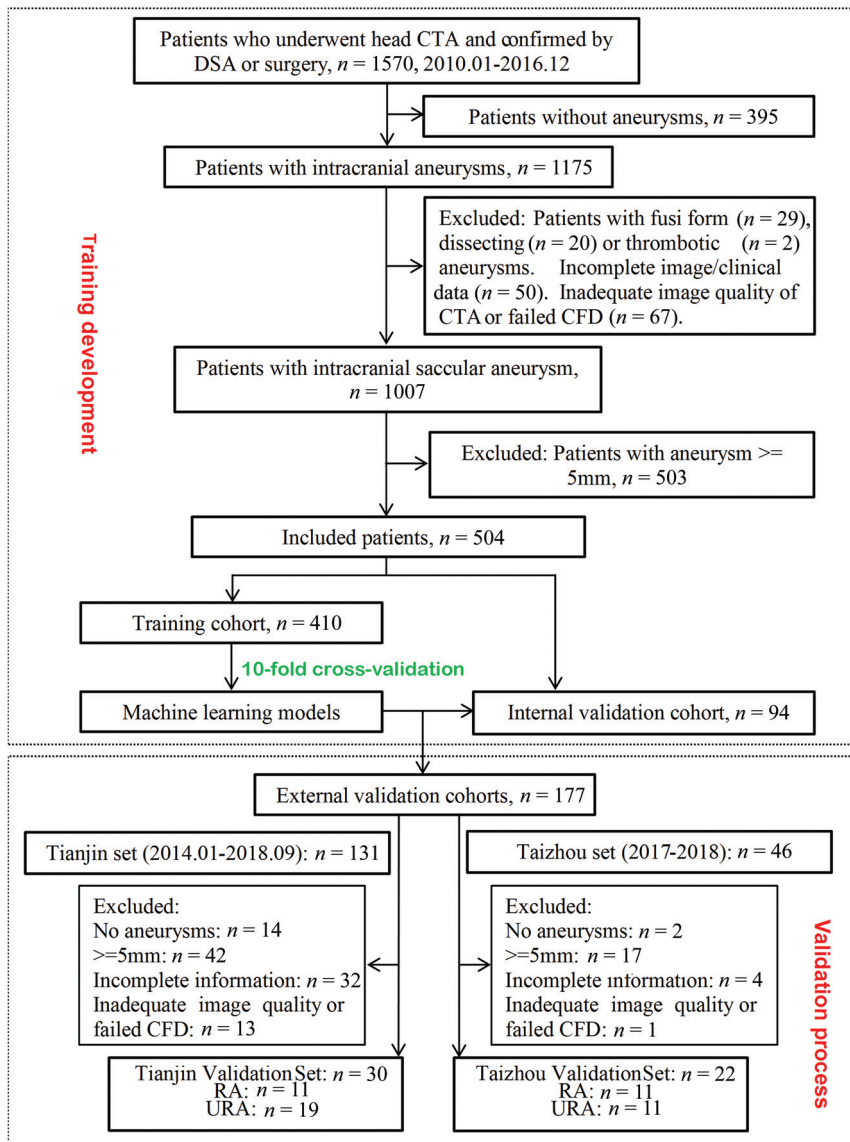 Patients who underwent head CTA and confirmed by
DSA or surgery, n = 1570, 2010.01-2016.12
Patients without aneurysms, n = 395
Patients with intracranial aneurysms, n = 1175
Excluded: Patients with fusi form (n = 29),
dissecting (n = 20) or thrombotic (n = 2)
aneurysms. Incomplete image/clinical
data (n = 50). Inadequate image quality of
CTA or failed CFD (n = 67).
Training development
Patients with intracranial saccular aneurysm,
n = 1007
Excluded: Patients with aneurysm >=
5mm, n = 503
Included patients, n = 504
Training cohort, n = 410
10-fold cross-validation
Machine learning models
Internal validation cohort, n = 94
External validation cohorts, n = 177
Tianjin set (2014.01-2018.09): n = 131
Taizhou set (2017-2018): n = 46
Excluded:
No aneurysms: n = 14
>=5mm: n = 42
Incomplete information: n = 32
Inadequate image quality or
failed CFD: n = 13
Excluded:
No aneurysms: n = 2
>=5mm: n = 17
Incomplete information: n = 4
Inadequate image quality or
failed CFD: n = 1
Validation process
Tianjin Validation Set: n = 30
RA: n = 11
URA: n = 19
Taizhou Validation Set: n = 22
RA: n = 11
URA: n = 11